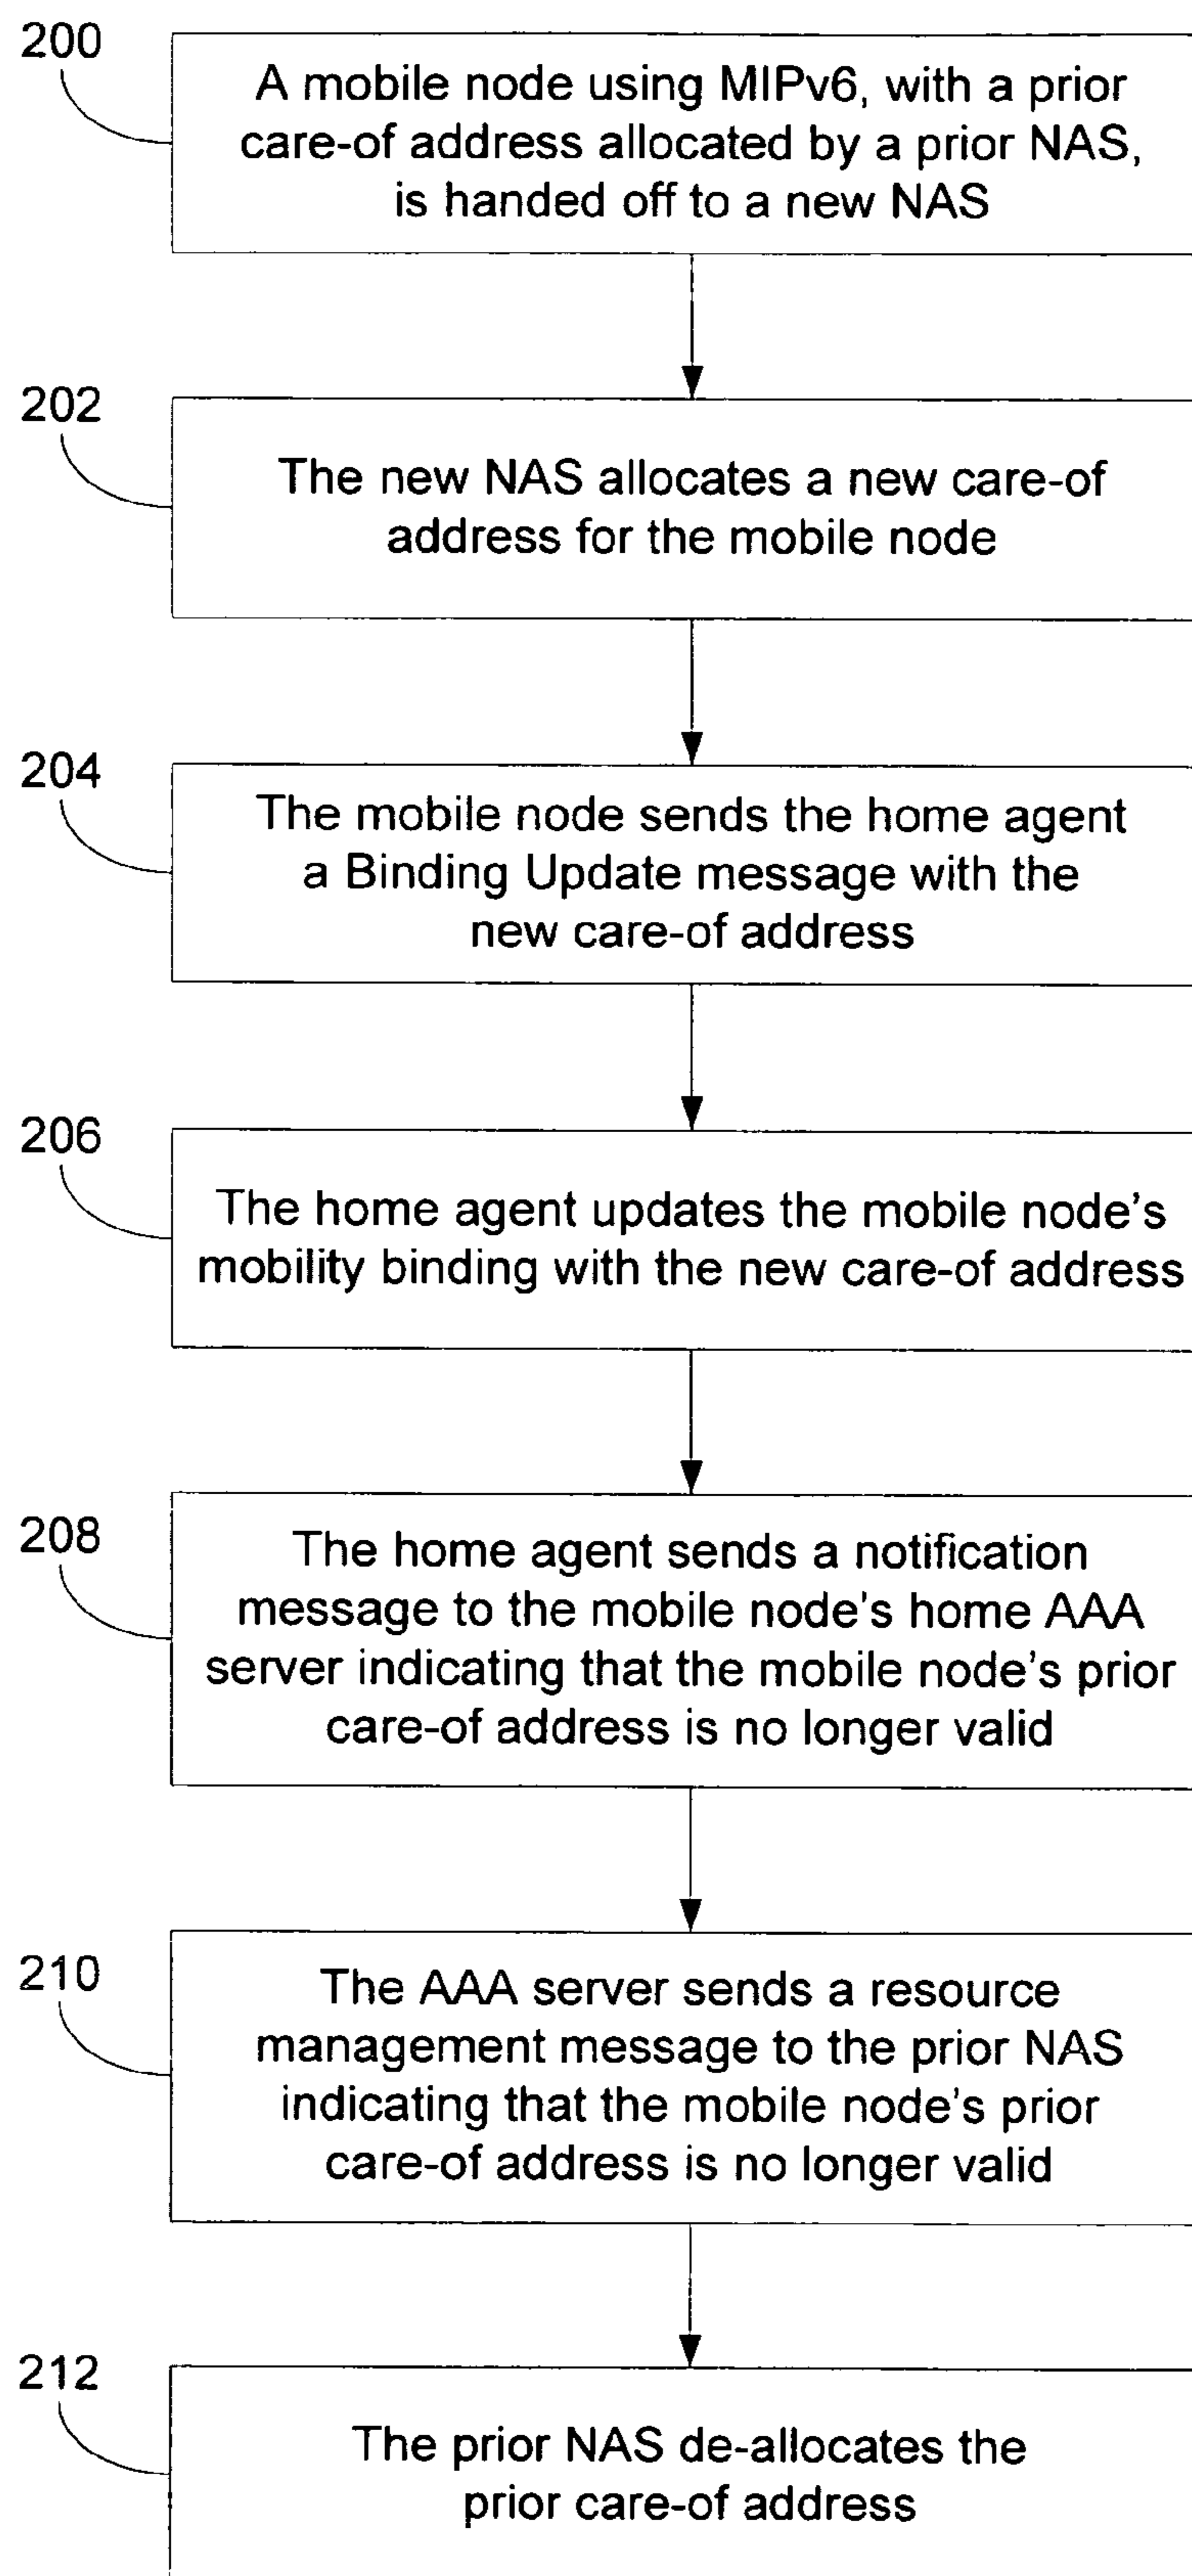 200
A mobile node using MIPv6, with a prior
care-of address allocated by a prior NAS,
is handed off to a new NAS
202
The new NAS allocates a new care-of
address for the mobile node
204
The mobile node sends the home agent
a Binding Update message with the
new care-of address
206
The home agent updates the mobile node's
mobility binding with the new care-of address
208
The home agent sends a notification
message to the mobile node's home AAA
server indicating that the mobile node's prior
care-of address is no longer valid
210
The AAA server sends a resource
management message to the prior NAS
indicating that the mobile node's prior
care-of address is no longer valid
212
The prior NAS de-allocates the
prior care-of address